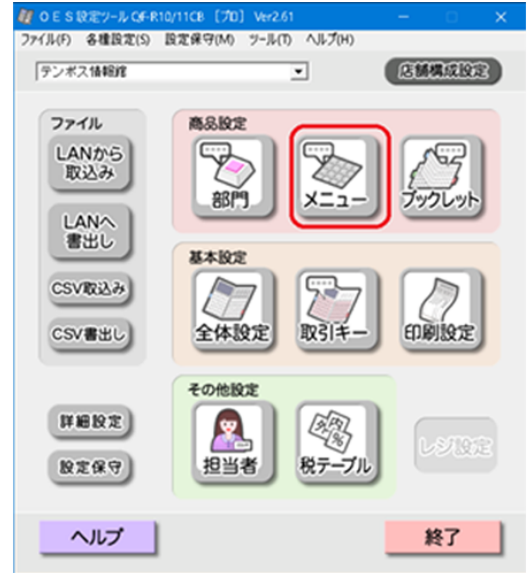 OES設定ツール QF-R10/11CB [プロ] Ver2.61
ファイル(F) 各種設定(S) 設定保守(M) ツール(T) ヘルプ(H)
テンポス情報館
店舗構成設定
ファイル
LANから
取込み
LANへ
書出し
CSV取込み
CSV書出し
商品設定
部門
メニュー
ブックレット
基本設定
全体設定
取引キー
印刷設定
その他設定
担当者
内
外
%
税テーブル
詳細設定
設定保守
レジ設定
ヘルプ
終了